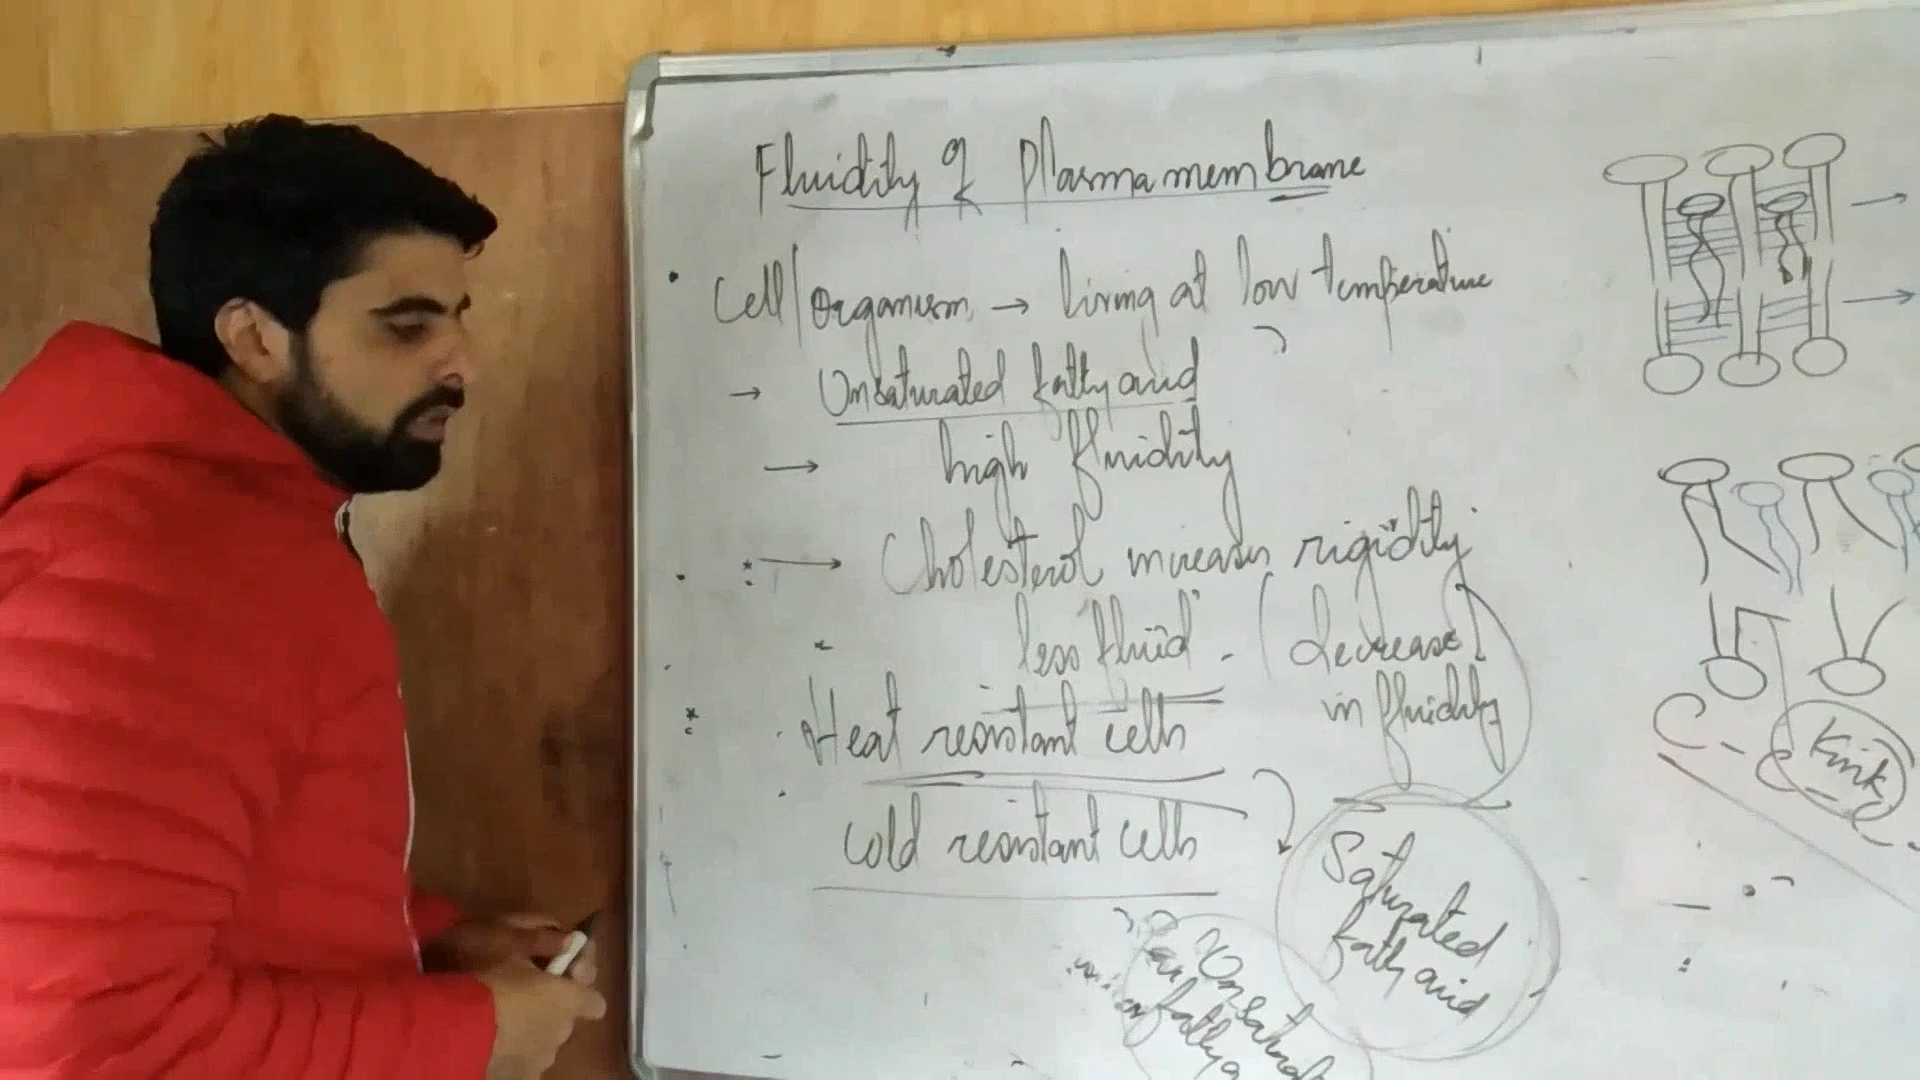 Fluidity of Plasma membrane
Cell/Organism → living at low temperature
→ Unsaturated fatty acid
→ high fluidity
* → Cholesterol increases rigidity
less "fluid". (decrease)
in fluidity
* Heat resistant cells
Cold resistant cells
Saturated
fatty acid
Unsaturated
fatty a
C - C - C -
Kink